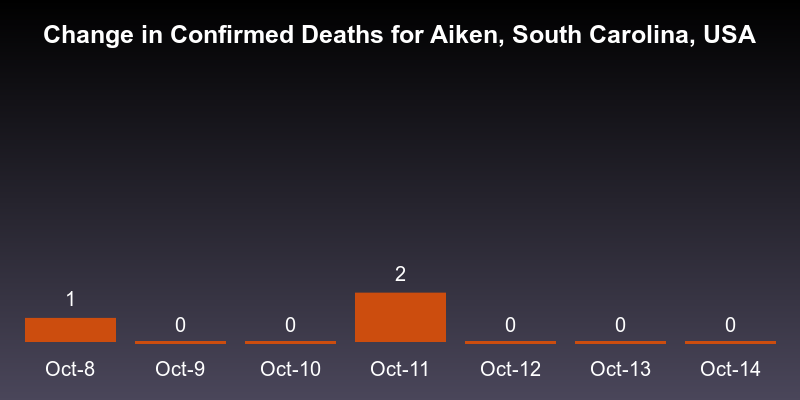 Change in Confirmed Deaths for Aiken, South Carolina, USA
1 0 0 2 0 0 0
Oct-8 Oct-9 Oct-10 Oct-11 Oct-12 Oct-13 Oct-14